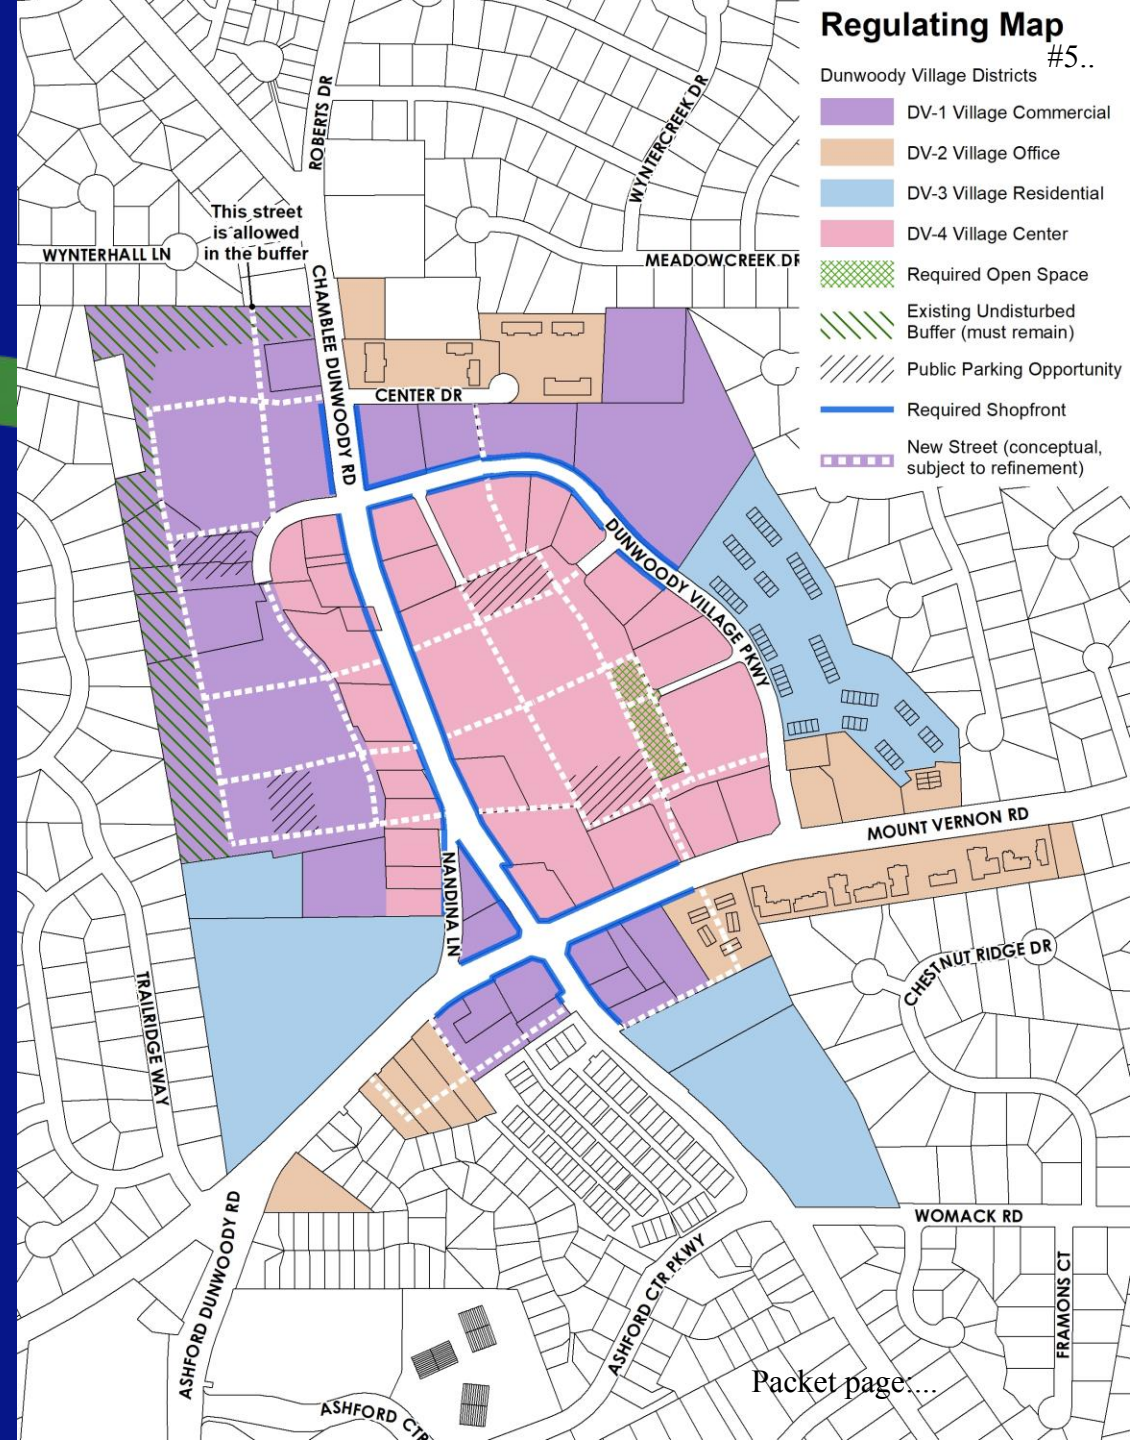 Regulating Map
#5..
Dunwoody Village Districts
DV-1 Village Commercial
DV-2 Village Office
DV-3 Village Residential
DV-4 Village Center
Required Open Space
Existing Undisturbed
Buffer (must remain)
Public Parking Opportunity
Required Shopfront
New Street (conceptual,
subject to refinement)
ROBERTS DR
WYNTERCREEK DR
This street
is allowed
in the buffer
WYNTERHALL LN
MEADOWCREEK DR
CHAMBLEE DUNWOODY RD
CENTER DR
DUNWOODY VILLAGE PKWY
MOUNT VERNON RD
NANDINA LN
CHESTNUT RIDGE DR
TRAILRIDGE WAY
WOMACK RD
ASHFORD DUNWOODY RD
ASHFORD CTR PKWY
FRAMONS CT
Packet page:...
ASHFORD CTR